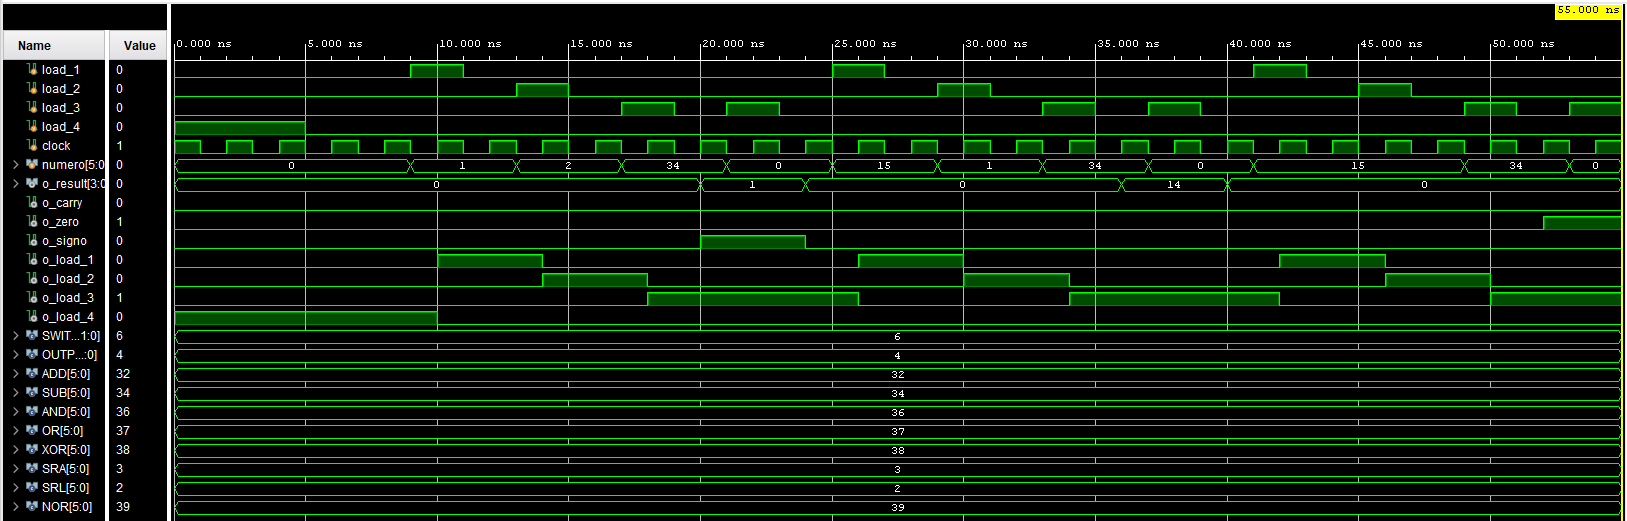 55.000 ns
Name Value 0.000 ns 5.000 ns 10.000 ns 15.000 ns 20.000 ns 25.000 ns 30.000 ns 35.000 ns 40.000 ns 45.000 ns 50.000 ns
load_1 0
load_2 0
load_3 0
load_4 0
clock 1
numero[5:0 0 0 1 2 34 0 15 1 34 0 15 34 0
o_result[3:0 0 0 1 0 14 0
o_carry 0
o_zero 1
o_signo 0
o_load_1 0
o_load_2 0
o_load_3 1
o_load_4 0
SWIT...1:0] 6 6
OUTP...:0] 4 4
ADD[5:0] 32 32
SUB[5:0] 34 34
AND[5:0] 36 36
OR[5:0] 37 37
XOR[5:0] 38 38
SRA[5:0] 3 3
SRL[5:0] 2 2
NOR[5:0] 39 39